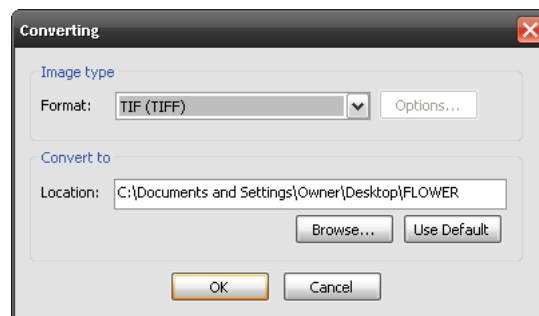 Converting
Image type
Format: TIF (TIFF) Options...
Convert to
Location: C:\Documents and Settings\Owner\Desktop\FLOWER
Browse... Use Default
OK Cancel